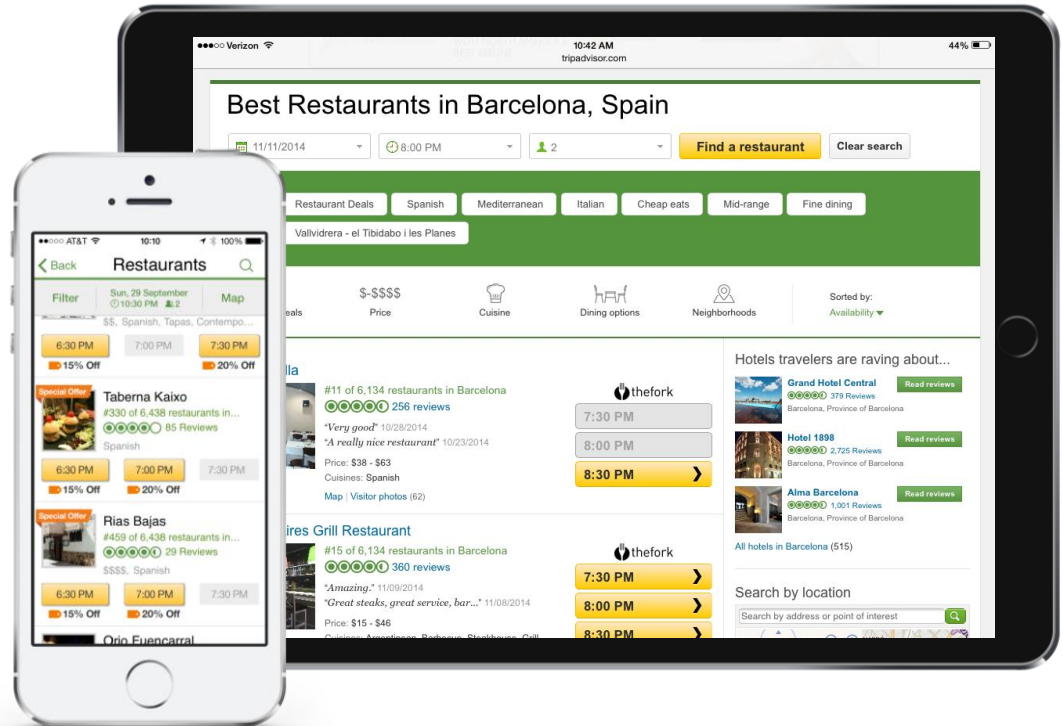 ●●●○○ Verizon
10:42 AM
44%
tripadvisor.com
Best Restaurants in Barcelona, Spain
11/11/2014
8:00 PM
2
Find a restaurant
Clear search
Restaurant Deals
Spanish
Mediterranean
Italian
Cheap eats
Mid-range
Fine dining
Vallvidrera - el Tibidabo i les Planes
eals
$-$$$$
Price
Cuisine
Dining options
Neighborhoods
Sorted by:
Availability
lla
#11 of 6,134 restaurants in Barcelona
256 reviews
"Very good" 10/28/2014
"A really nice restaurant" 10/23/2014
Price: $38 - $63
Cuisines: Spanish
Map | Visitor photos (62)
thefork
7:30 PM
8:00 PM
8:30 PM
ires Grill Restaurant
#15 of 6,134 restaurants in Barcelona
360 reviews
"Amazing." 11/09/2014
"Great steaks, great service, bar..." 11/08/2014
Price: $15 - $46
Cuisines: Argentinean, Barbecue, Steakhouse, Grill
thefork
7:30 PM
8:00 PM
8:30 PM
Hotels travelers are raving about...
Grand Hotel Central
379 Reviews
Barcelona, Province of Barcelona
Read reviews
Hotel 1898
2,725 Reviews
Barcelona, Province of Barcelona
Read reviews
Alma Barcelona
1,001 Reviews
Barcelona, Province of Barcelona
Read reviews
All hotels in Barcelona (515)
Search by location
Search by address or point of interest
●●○○○ AT&T
10:10
100%
Back
Restaurants
Filter
Sun, 29 September
10:30 PM 2
Map
$$, Spanish, Tapas, Contempo...
6:30 PM
7:00 PM
7:30 PM
15% Off
20% Off
Special Offer
Taberna Kaixo
#330 of 6,438 restaurants in...
85 Reviews
Spanish
6:30 PM
7:00 PM
7:30 PM
15% Off
20% Off
Special Offer
Rias Bajas
#459 of 6,438 restaurants in...
29 Reviews
$$$$, Spanish
6:30 PM
7:00 PM
7:30 PM
15% Off
20% Off
Orio Fuencarral